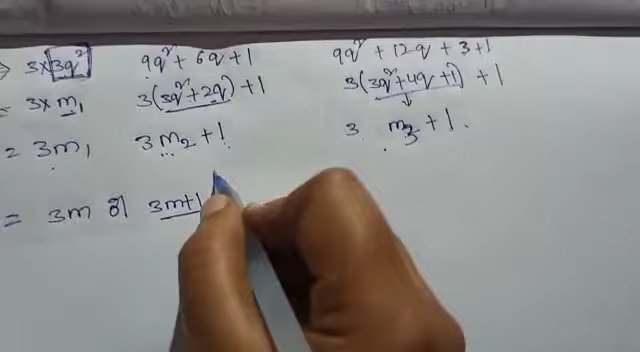 ⇒ 3×3q² 9q²+6q+1 9q²+12q+3+1
= 3×m₁ 3(3q²+2q)+1 3(3q²+4q+1)+1
= 3m₁ 3m₂+1 3 m₃+1.
= 3m 3m+1